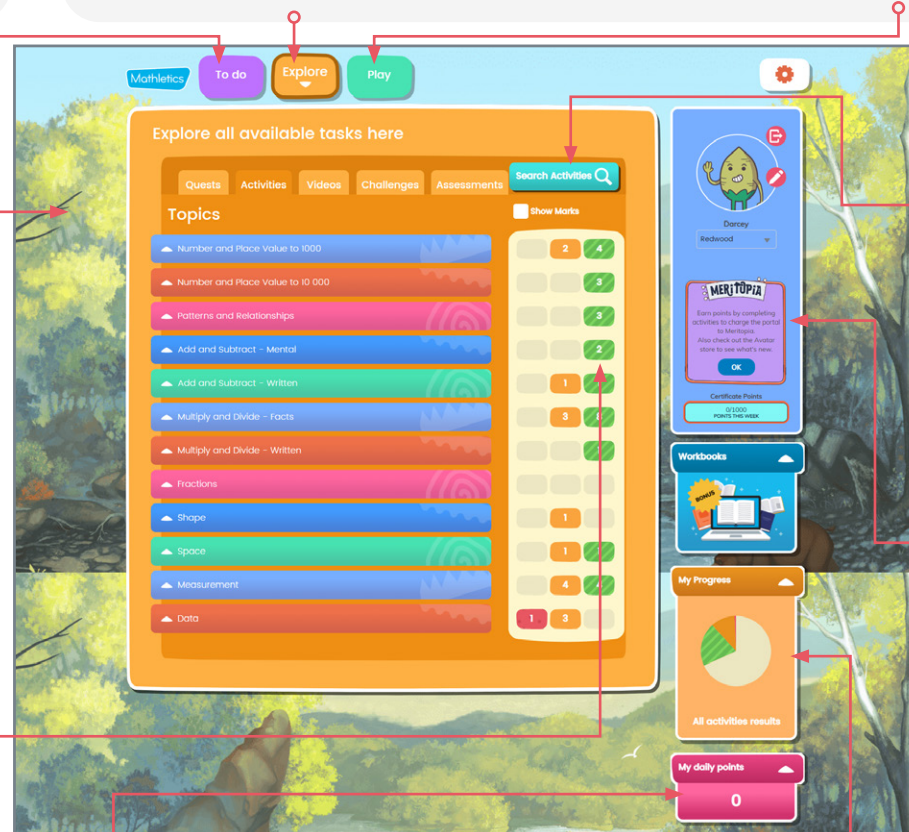 Mathletics
To do
Explore
Play
Explore all available tasks here
Quests
Activities
Videos
Challenges
Assessments
Search Activities
Topics
Show Marks
Number and Place Value to 1000
2 4
Number and Place Value to 10 000
3
Patterns and Relationships
3
Add and Subtract - Mental
2
Add and Subtract - Written
1
Multiply and Divide - Facts
3
Multiply and Divide - Written
Fractions
Shape
1
Space
1
Measurement
4
Data
1 3
Darcey
Redwood
MERITOPIA
Earn points by completing
activities to charge the portal
to Meritopia.
Also check out the Avatar
store to see what's new.
OK
Certificate Points
0/1000
POINTS THIS WEEK
Workbooks
BONUS
My Progress
All activities results
My daily points
0